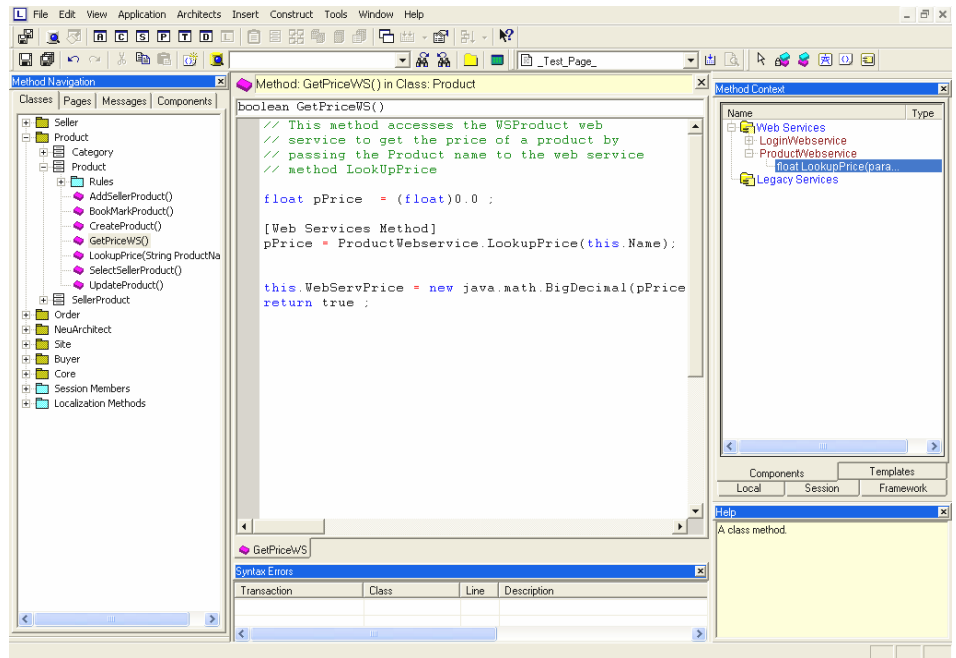 L File Edit View Application Architects Insert Construct Tools Window Help
A C S P T D L
_Test_Page_
Method Navigation
Classes Pages Messages Components
Seller
Product
Category
Product
Rules
AddSellerProduct()
BookMarkProduct()
CreateProduct()
GetPriceWS()
LookupPrice(String ProductNa
SelectSellerProduct()
UpdateProduct()
SellerProduct
Order
NeuArchitect
Site
Buyer
Core
Session Members
Localization Methods
Method: GetPriceWS() in Class: Product
boolean GetPriceWS()
// This method accesses the WSProduct web
// service to get the price of a product by
// passing the Product name to the web service
// method LookUpPrice
float pPrice = (float)0.0 ;
[Web Services Method]
pPrice = ProductWebservice.LookupPrice(this.Name);
this.WebServPrice = new java.math.BigDecimal(pPrice
return true ;
GetPriceWS
Syntax Errors
Transaction Class Line Description
Method Context
Name Type
Web Services
LoginWebservice
ProductWebservice
float LookupPrice(para...
Legacy Services
Components Templates
Local Session Framework
Help
A class method.